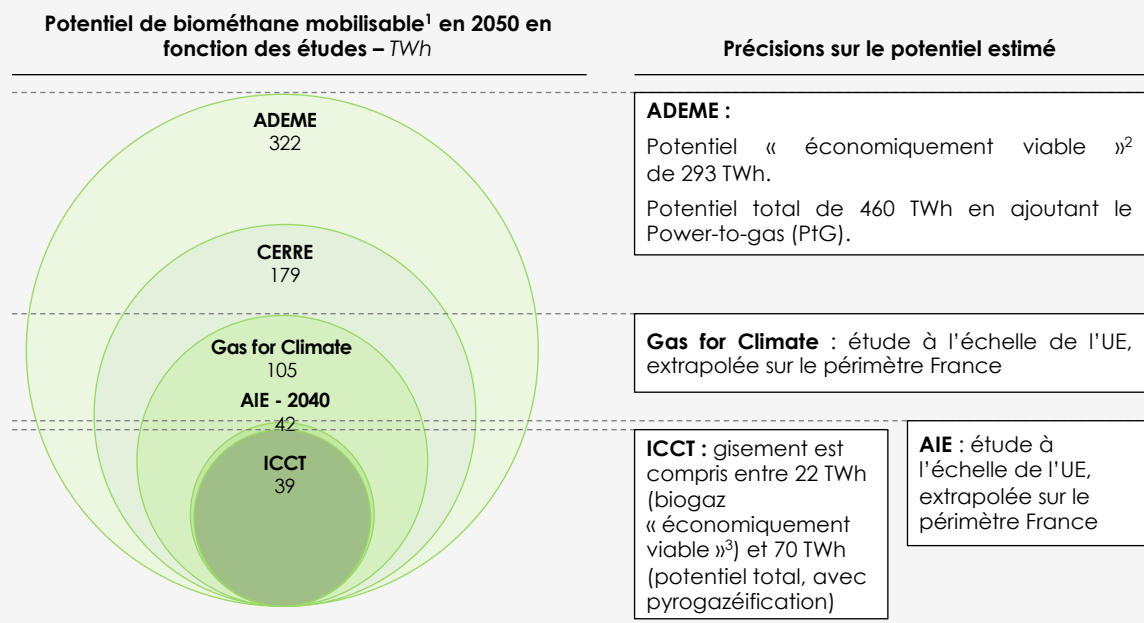 Potentiel de biométhane mobilisable¹ en 2050 en
fonction des études – TWh
Précisions sur le potentiel estimé
ADEME
322
CERRE
179
Gas for Climate
105
AIE - 2040
42
ICCT
39
ADEME :
Potentiel « économiquement viable »²
de 293 TWh.
Potentiel total de 460 TWh en ajoutant le
Power-to-gas (PtG).
Gas for Climate : étude à l’échelle de l’UE,
extrapolée sur le périmètre France
ICCT : gisement est
compris entre 22 TWh
(biogaz
« économiquement
viable »³) et 70 TWh
(potentiel total, avec
pyrogazéification)
AIE : étude à
l’échelle de l’UE,
extrapolée sur le
périmètre France